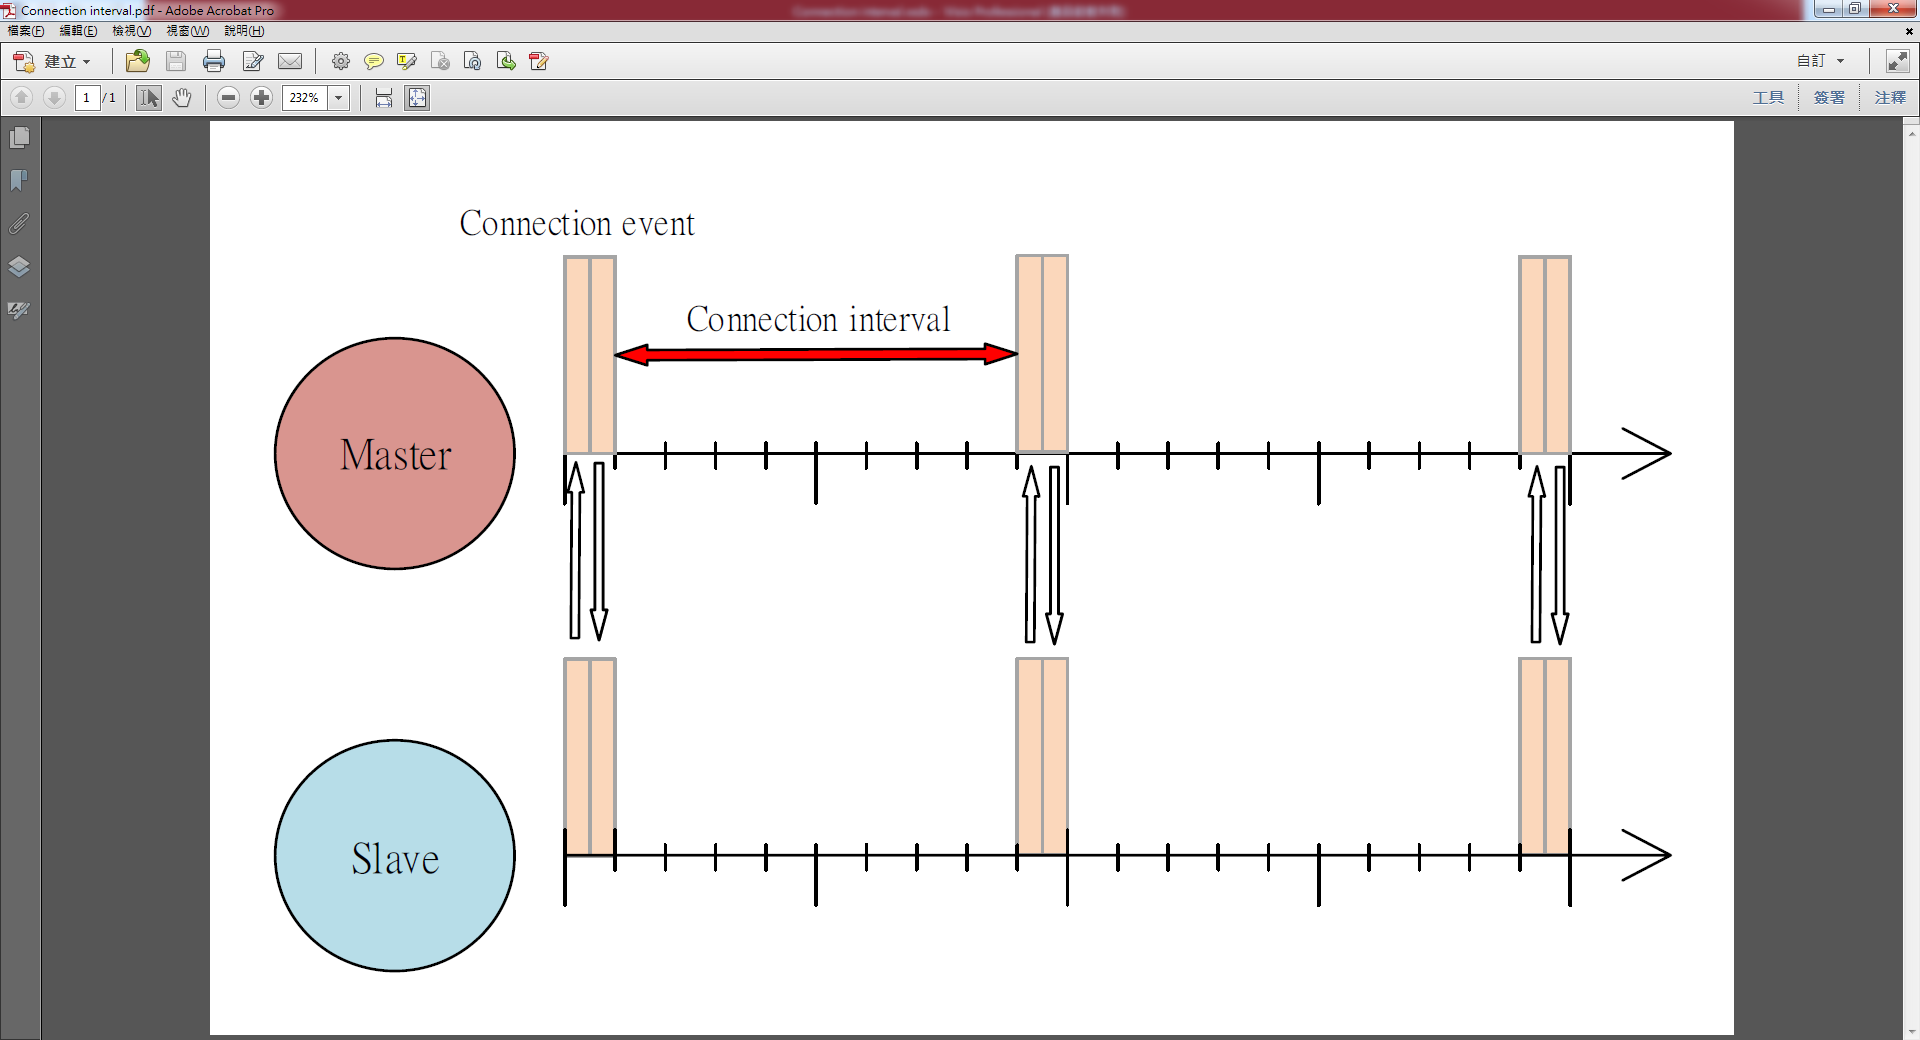 Connection interval.pdf - Adobe Acrobat Pro
檔案(F) 編輯(E) 檢視(V) 視窗(W) 說明(H)
建立
自訂
1 / 1
232%
工具 簽署 注釋
Connection event
Connection interval
Master
Slave